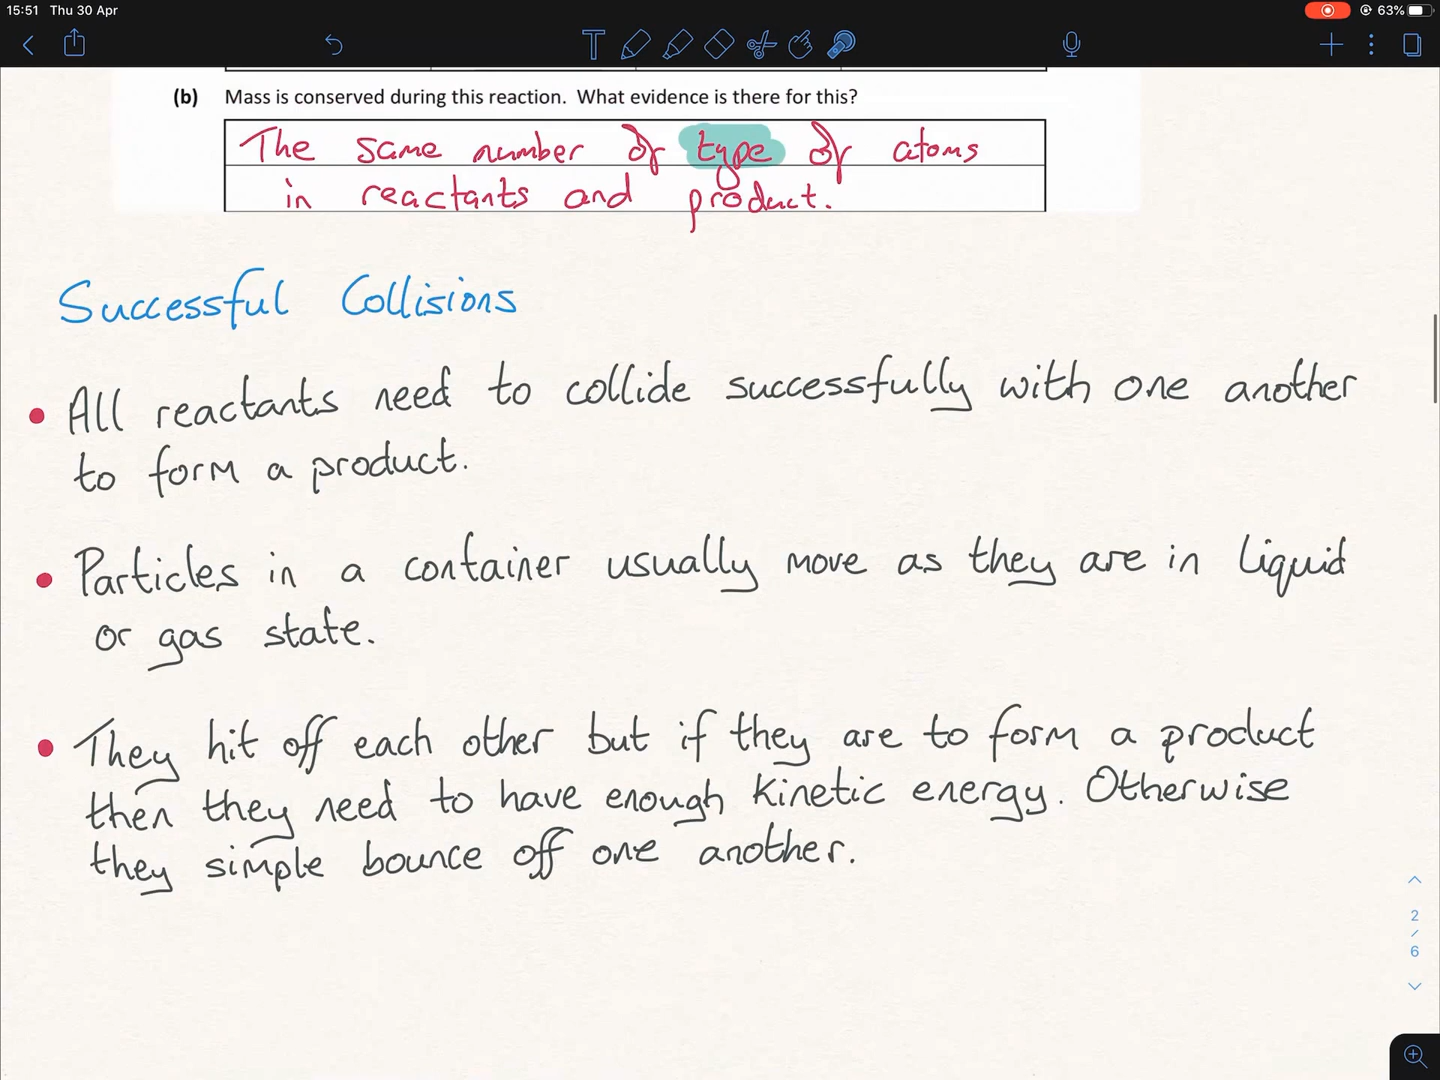 15:51 Thu 30 Apr
63%
T
(b) Mass is conserved during this reaction. What evidence is there for this?
The same number of type of atoms
in reactants and product.
Successful Collisions
• All reactants need to collide successfully with one another
to form a product.
• Particles in a container usually move as they are in liquid
or gas state.
• They hit off each other but if they are to form a product
then they need to have enough kinetic energy. Otherwise
they simple bounce off one another.
2
/
6